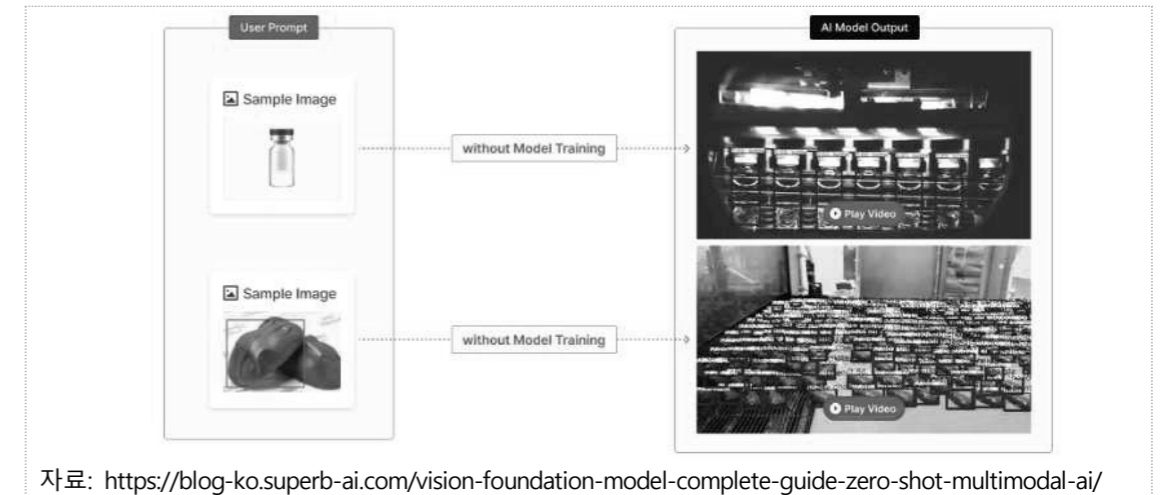 User Prompt
AI Model Output
Sample Image
without Model Training
Play Video
Sample Image
without Model Training
Play Video
자료: https://blog-ko.superb-ai.com/vision-foundation-model-complete-guide-zero-shot-multimodal-ai/